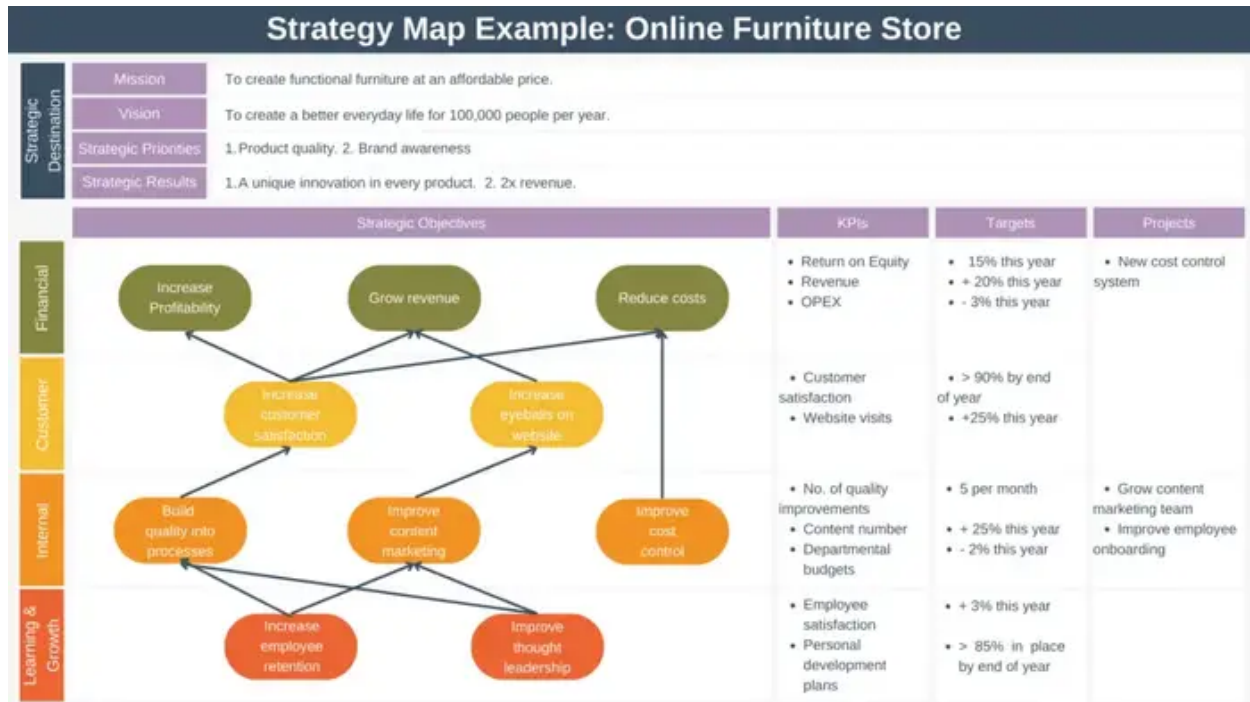 Strategy Map Example: Online Furniture Store
Strategic
Destination
Mission
To create functional furniture at an affordable price.
Vision
To create a better everyday life for 100,000 people per year.
Strategic Priorities
1.Product quality. 2. Brand awareness
Strategic Results
1.A unique innovation in every product. 2. 2x revenue.
Strategic Objectives
KPIs
Targets
Projects
Financial
Increase
Profitability
Grow revenue
Reduce costs
• Return on Equity
• Revenue
• OPEX
• 15% this year
• + 20% this year
• - 3% this year
• New cost control
system
Customer
Increase
customer
satisfaction
Increase
eyeballs on
website
• Customer
satisfaction
• Website visits
• > 90% by end
of year
• +25% this year
Internal
Build
quality into
processes
Improve
content
marketing
Improve
cost
control
• No. of quality
improvements
• Content number
• Departmental
budgets
• 5 per month
• + 25% this year
• - 2% this year
• Grow content
marketing team
• Improve employee
onboarding
Learning &
Growth
Increase
employee
retention
Improve
thought
leadership
• Employee
satisfaction
• Personal
development
plans
• + 3% this year
• > 85% in place
by end of year